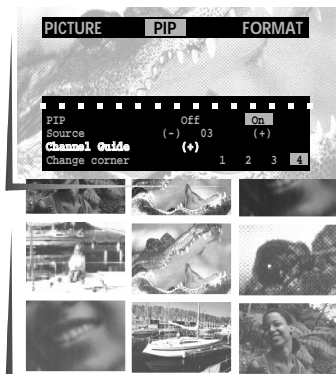 PICTURE PIP FORMAT
PIP Off On
Source (-) 03 (+)
Channel Guide (+)
Change corner 1 2 3 4